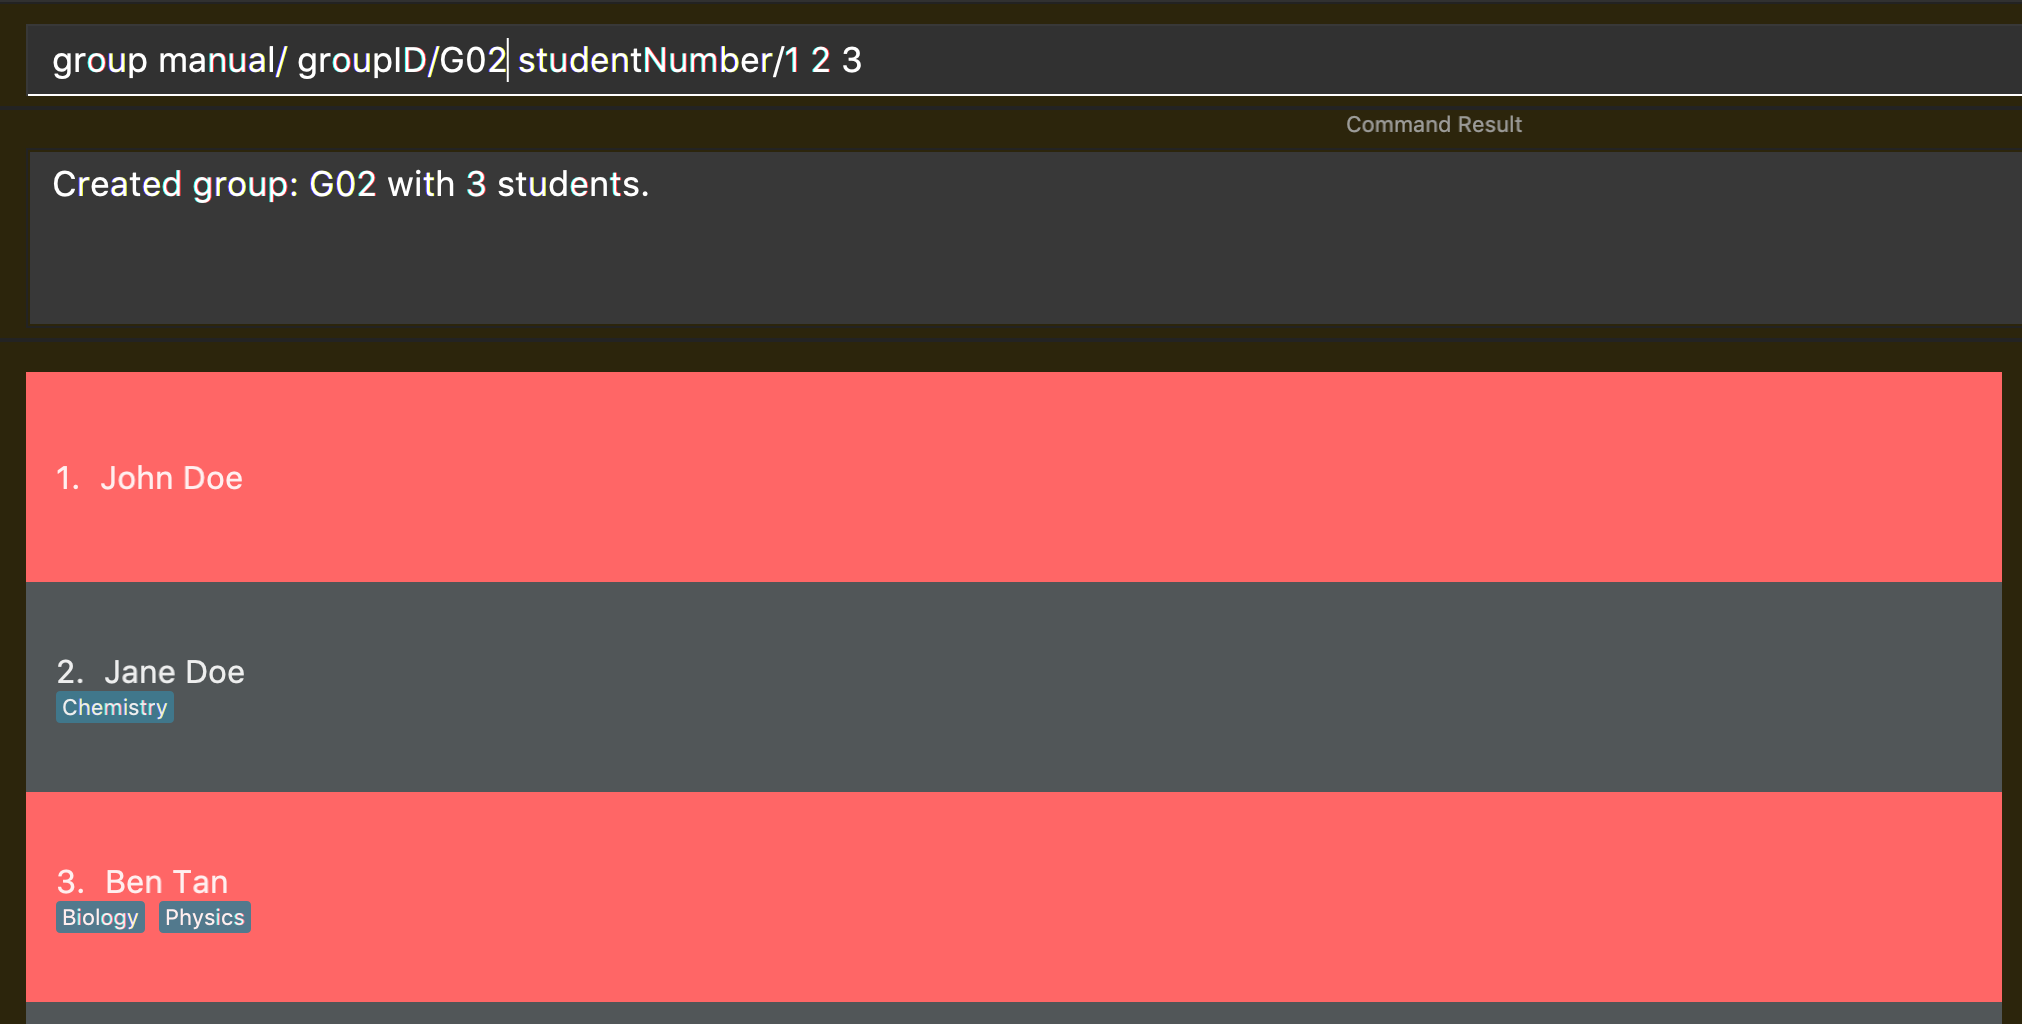 group manual/ groupID/G02 studentNumber/1 2 3
Command Result
Created group: G02 with 3 students.
1. John Doe
2. Jane Doe
Chemistry
3. Ben Tan
Biology Physics